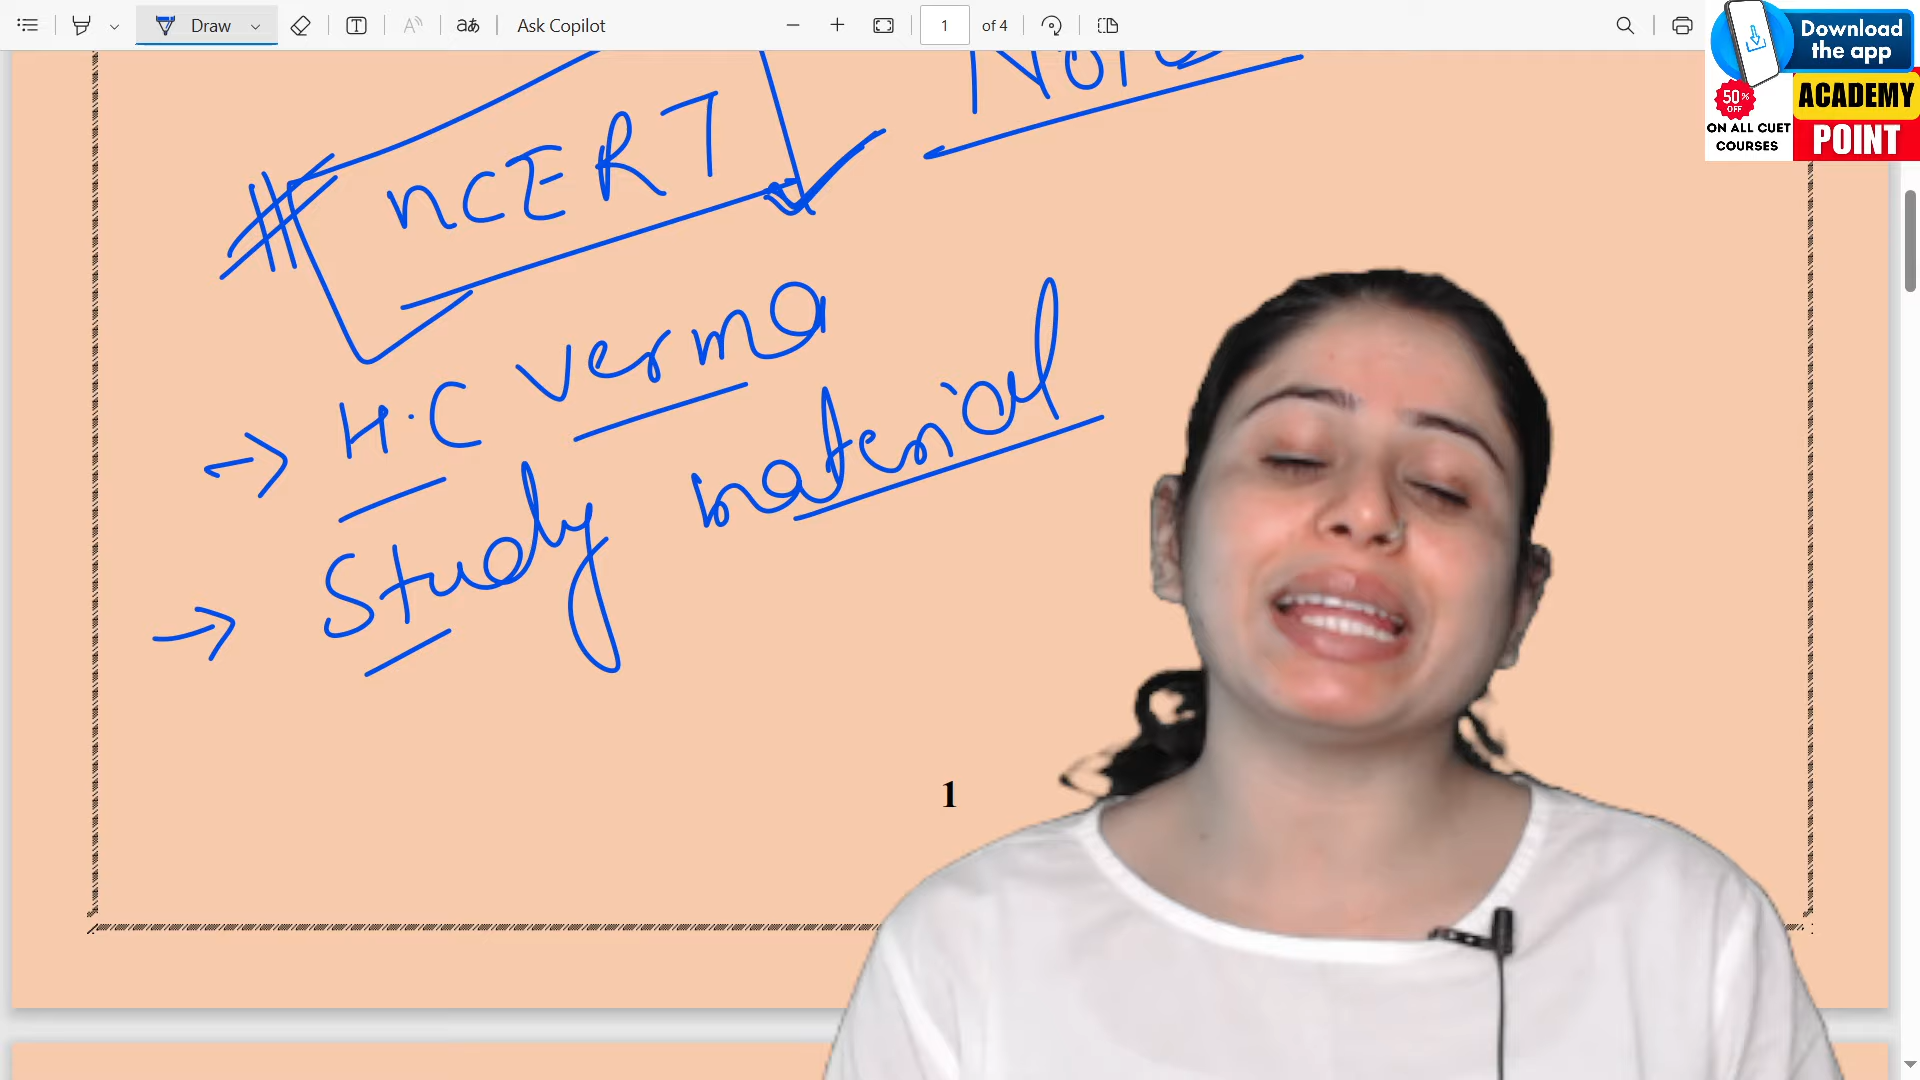 Draw
Ask Copilot
1 of 4
Download
the app
50%
OFF
ON ALL CUET
COURSES
ACADEMY
POINT
NCERT
H.C Verma
Study material
1